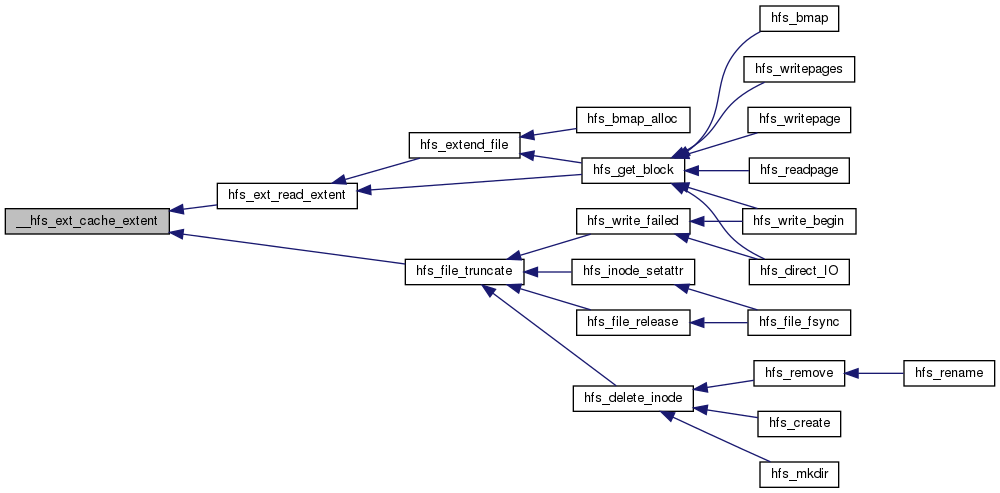 hfs_bmap
hfs_writepages
hfs_bmap_alloc
hfs_writepage
hfs_extend_file
hfs_get_block
hfs_readpage
hfs_ext_read_extent
__hfs_ext_cache_extent
hfs_write_failed
hfs_write_begin
hfs_file_truncate
hfs_inode_setattr
hfs_direct_IO
hfs_file_release
hfs_file_fsync
hfs_remove
hfs_rename
hfs_delete_inode
hfs_create
hfs_mkdir